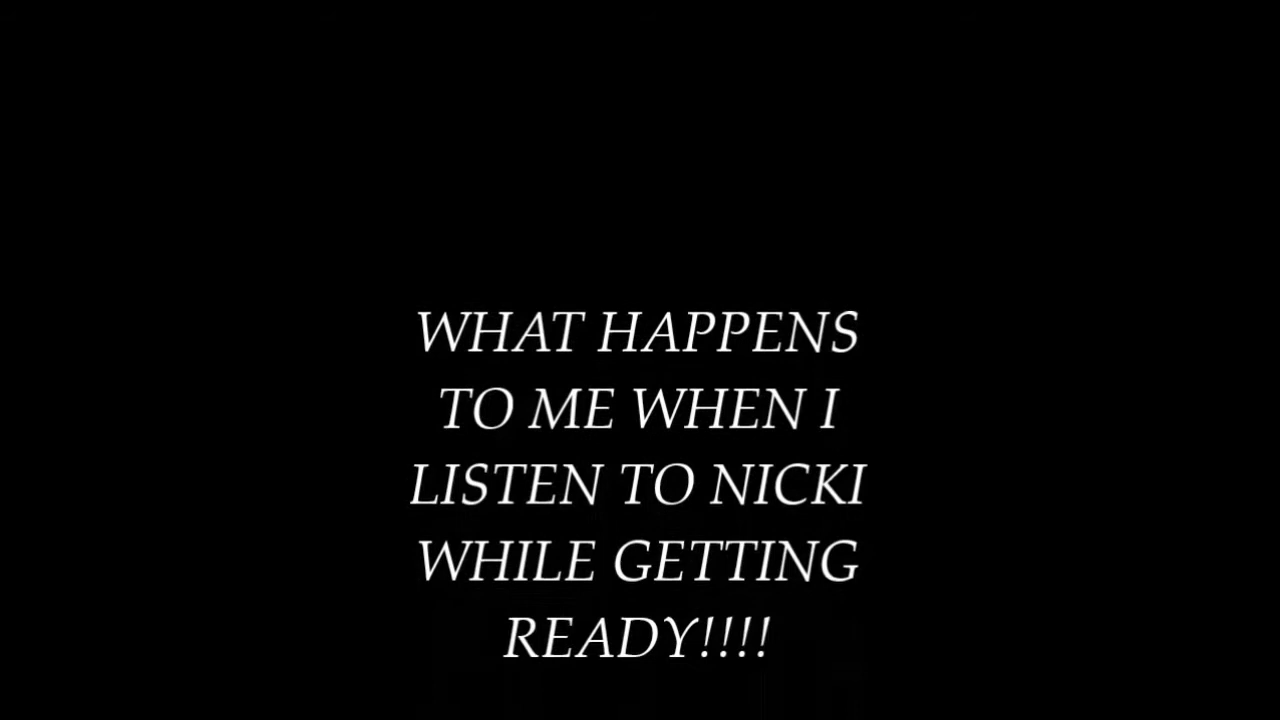 WHAT HAPPENS
TO ME WHEN I
LISTEN TO NICKI
WHILE GETTING
READY!!!!